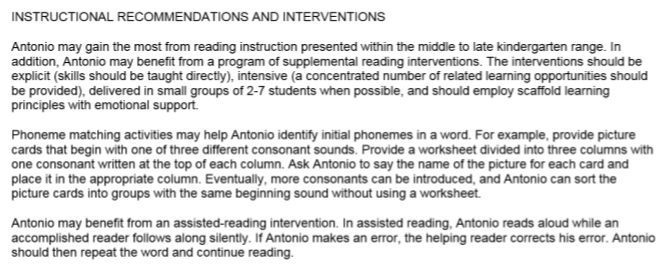 INSTRUCTIONAL RECOMMENDATIONS AND INTERVENTIONS
Antonio may gain the most from reading instruction presented within the middle to late kindergarten range. In
addition, Antonio may benefit from a program of supplemental reading interventions. The interventions should be
explicit (skills should be taught directly), intensive (a concentrated number of related learning opportunities should
be provided), delivered in small groups of 2-7 students when possible, and should employ scaffold learning
principles with emotional support.
Phoneme matching activities may help Antonio identify initial phonemes in a word. For example, provide picture
cards that begin with one of three different consonant sounds. Provide a worksheet divided into three columns with
one consonant written at the top of each column. Ask Antonio to say the name of the picture for each card and
place it in the appropriate column. Eventually, more consonants can be introduced, and Antonio can sort the
picture cards into groups with the same beginning sound without using a worksheet.
Antonio may benefit from an assisted-reading intervention. In assisted reading, Antonio reads aloud while an
accomplished reader follows along silently. If Antonio makes an error, the helping reader corrects his error. Antonio
should then repeat the word and continue reading.